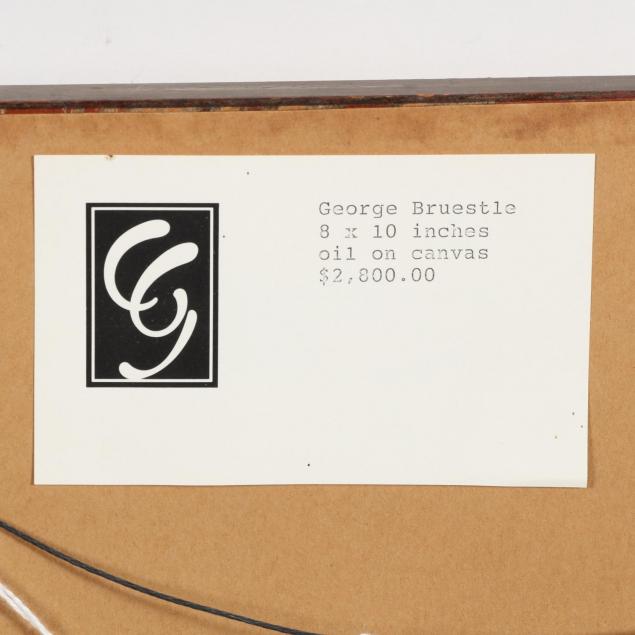 George Bruestle
8 x 10 inches
oil on canvas
$2,800.00